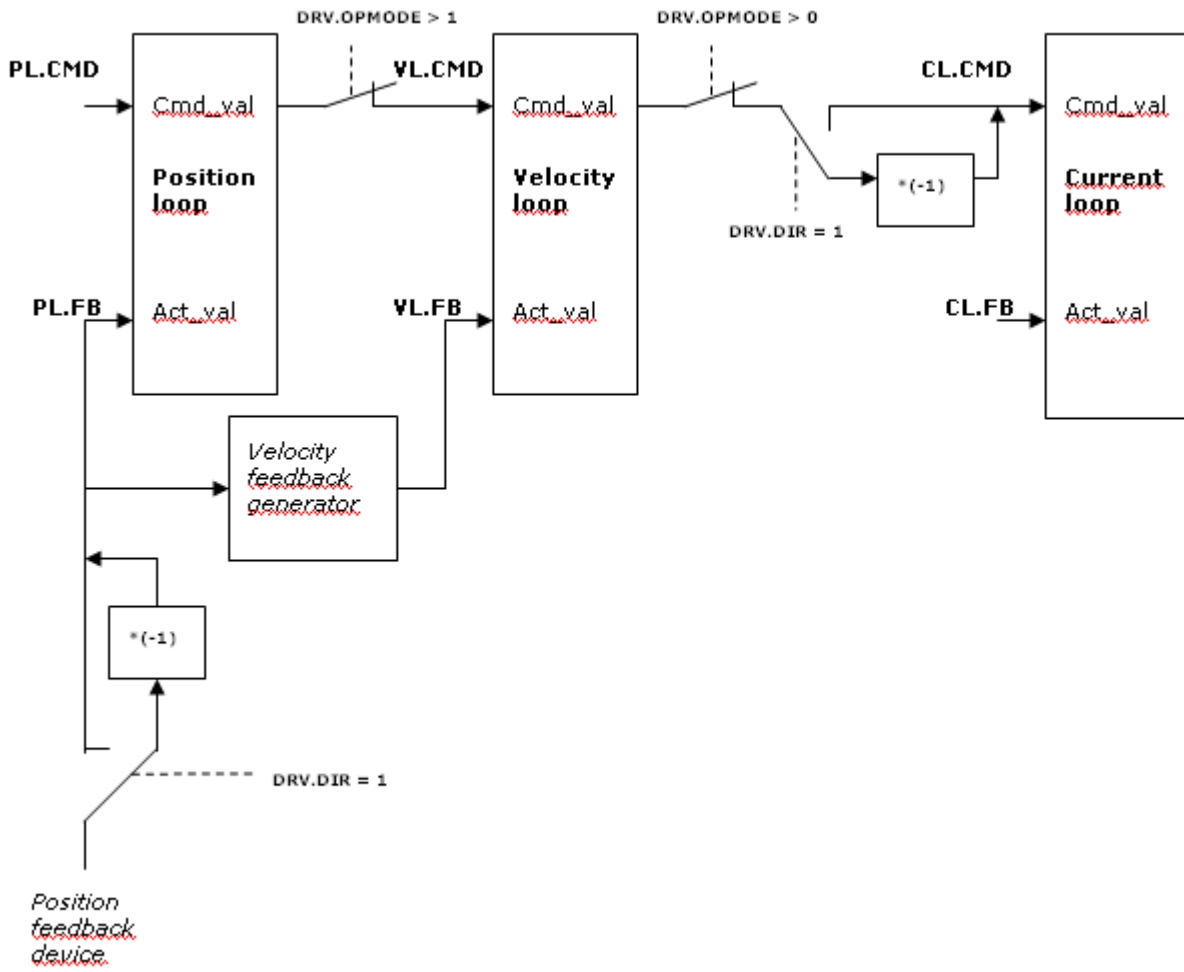 DRV.OPMODE > 1
DRV.OPMODE > 0
PL.CMD
VL.CMD
CL.CMD
Cmd_val
Cmd_val
Cmd_val
Position
loop
Velocity
loop
*(-1)
Current
loop
DRV.DIR = 1
PL.FB
Act_val
VL.FB
Act_val
CL.FB
Act_val
Velocity
feedback
generator
*(-1)
DRV.DIR = 1
Position
feedback
device